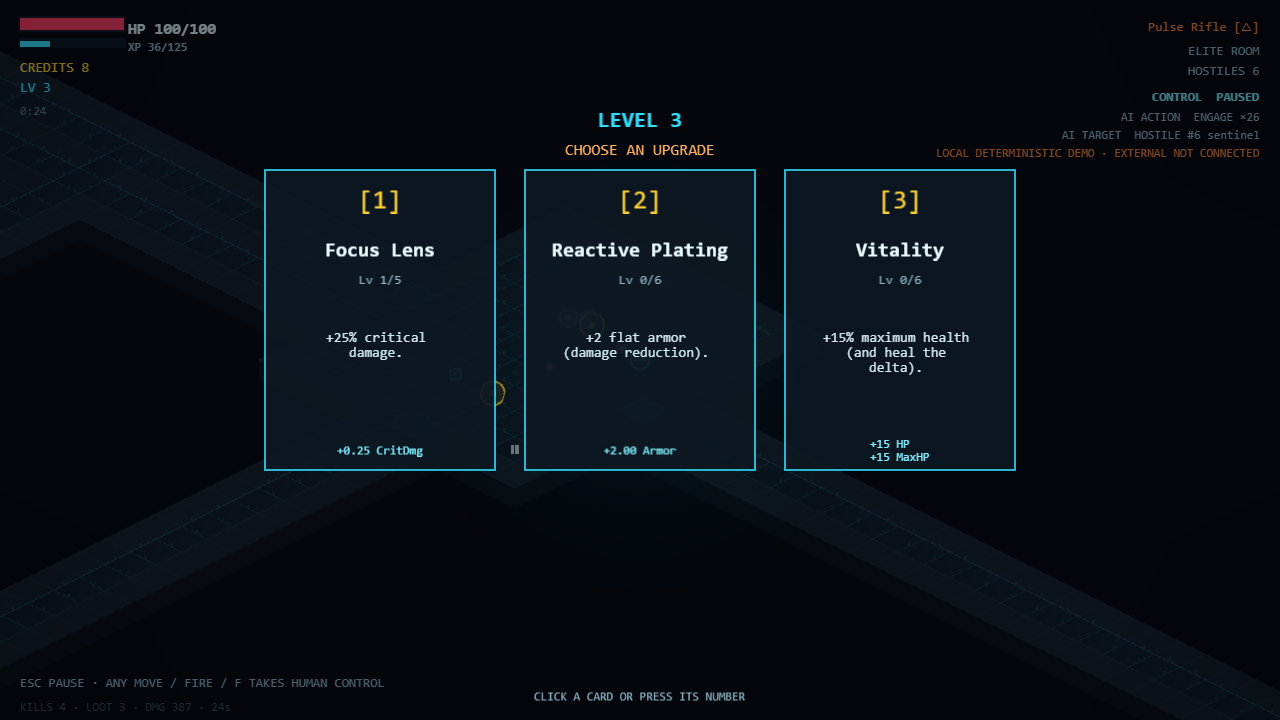 HP 100/100
XP 36/125
CREDITS 8
LV 3
0:24
Pulse Rifle [△]
ELITE ROOM
HOSTILES 6
CONTROL PAUSED
AI ACTION ENGAGE ×26
AI TARGET HOSTILE #6 sentinel
LOCAL DETERMINISTIC DEMO · EXTERNAL NOT CONNECTED
LEVEL 3
CHOOSE AN UPGRADE
[1]
Focus Lens
Lv 1/5
+25% critical
damage.
+0.25 CritDmg
[2]
Reactive Plating
Lv 0/6
+2 flat armor
(damage reduction).
+2.00 Armor
[3]
Vitality
Lv 0/6
+15% maximum health
(and heal the
delta).
+15 HP
+15 MaxHP
ESC PAUSE · ANY MOVE / FIRE / F TAKES HUMAN CONTROL
KILLS 4 · LOOT 3 · DMG 387 · 24s
CLICK A CARD OR PRESS ITS NUMBER